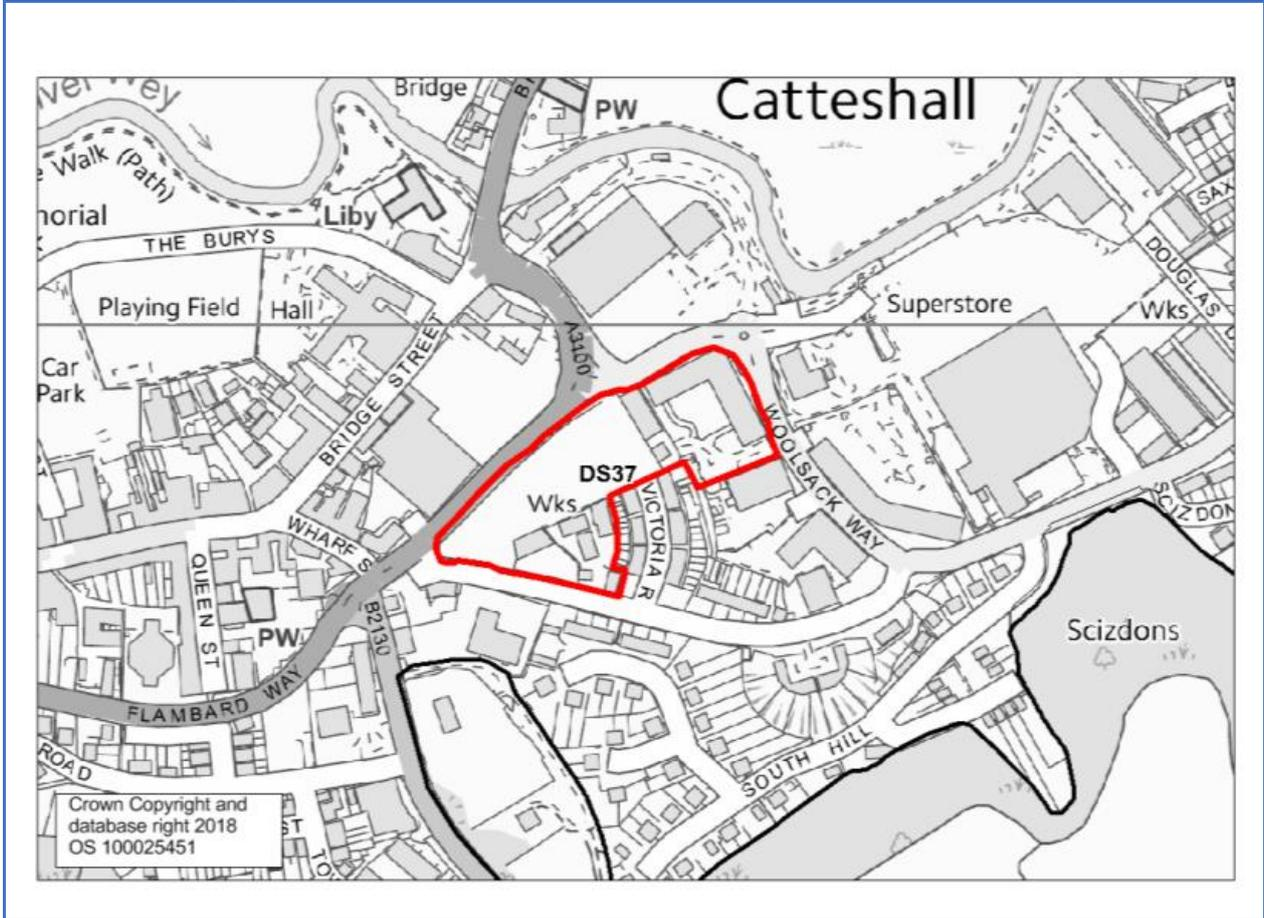 Bridge
PW
Catteshall
Walk (Path)
Liby
THE BURYS
Playing Field
Hall
Superstore
SAX
DOUGLAS
Wks
A3100
Car
Park
BRIDGE STREET
WOOLSACK WAY
DS37
Wks
VICTORIA R
WHARF S
SCIZDON
QUEEN ST
PW
B2130
Scizdons
FLAMBARD WAY
SOUTH HILL
ROAD
Crown Copyright and
database right 2018
OS 100025451
ST